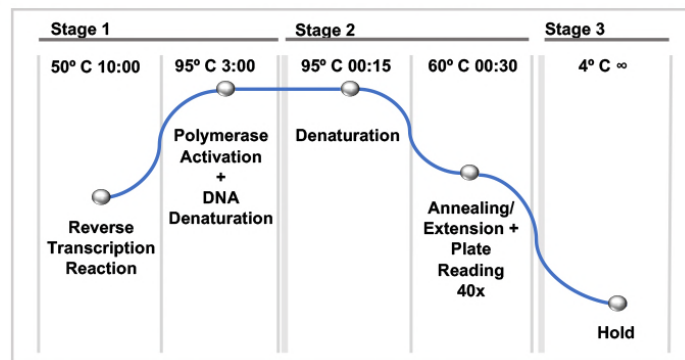 Stage 1
Stage 2
Stage 3
50º C 10:00
95º C 3:00
95º C 00:15
60º C 00:30
4º C ∞
Reverse
Transcription
Reaction
Polymerase
Activation
+
DNA
Denaturation
Denaturation
Annealing/
Extension +
Plate
Reading
40x
Hold